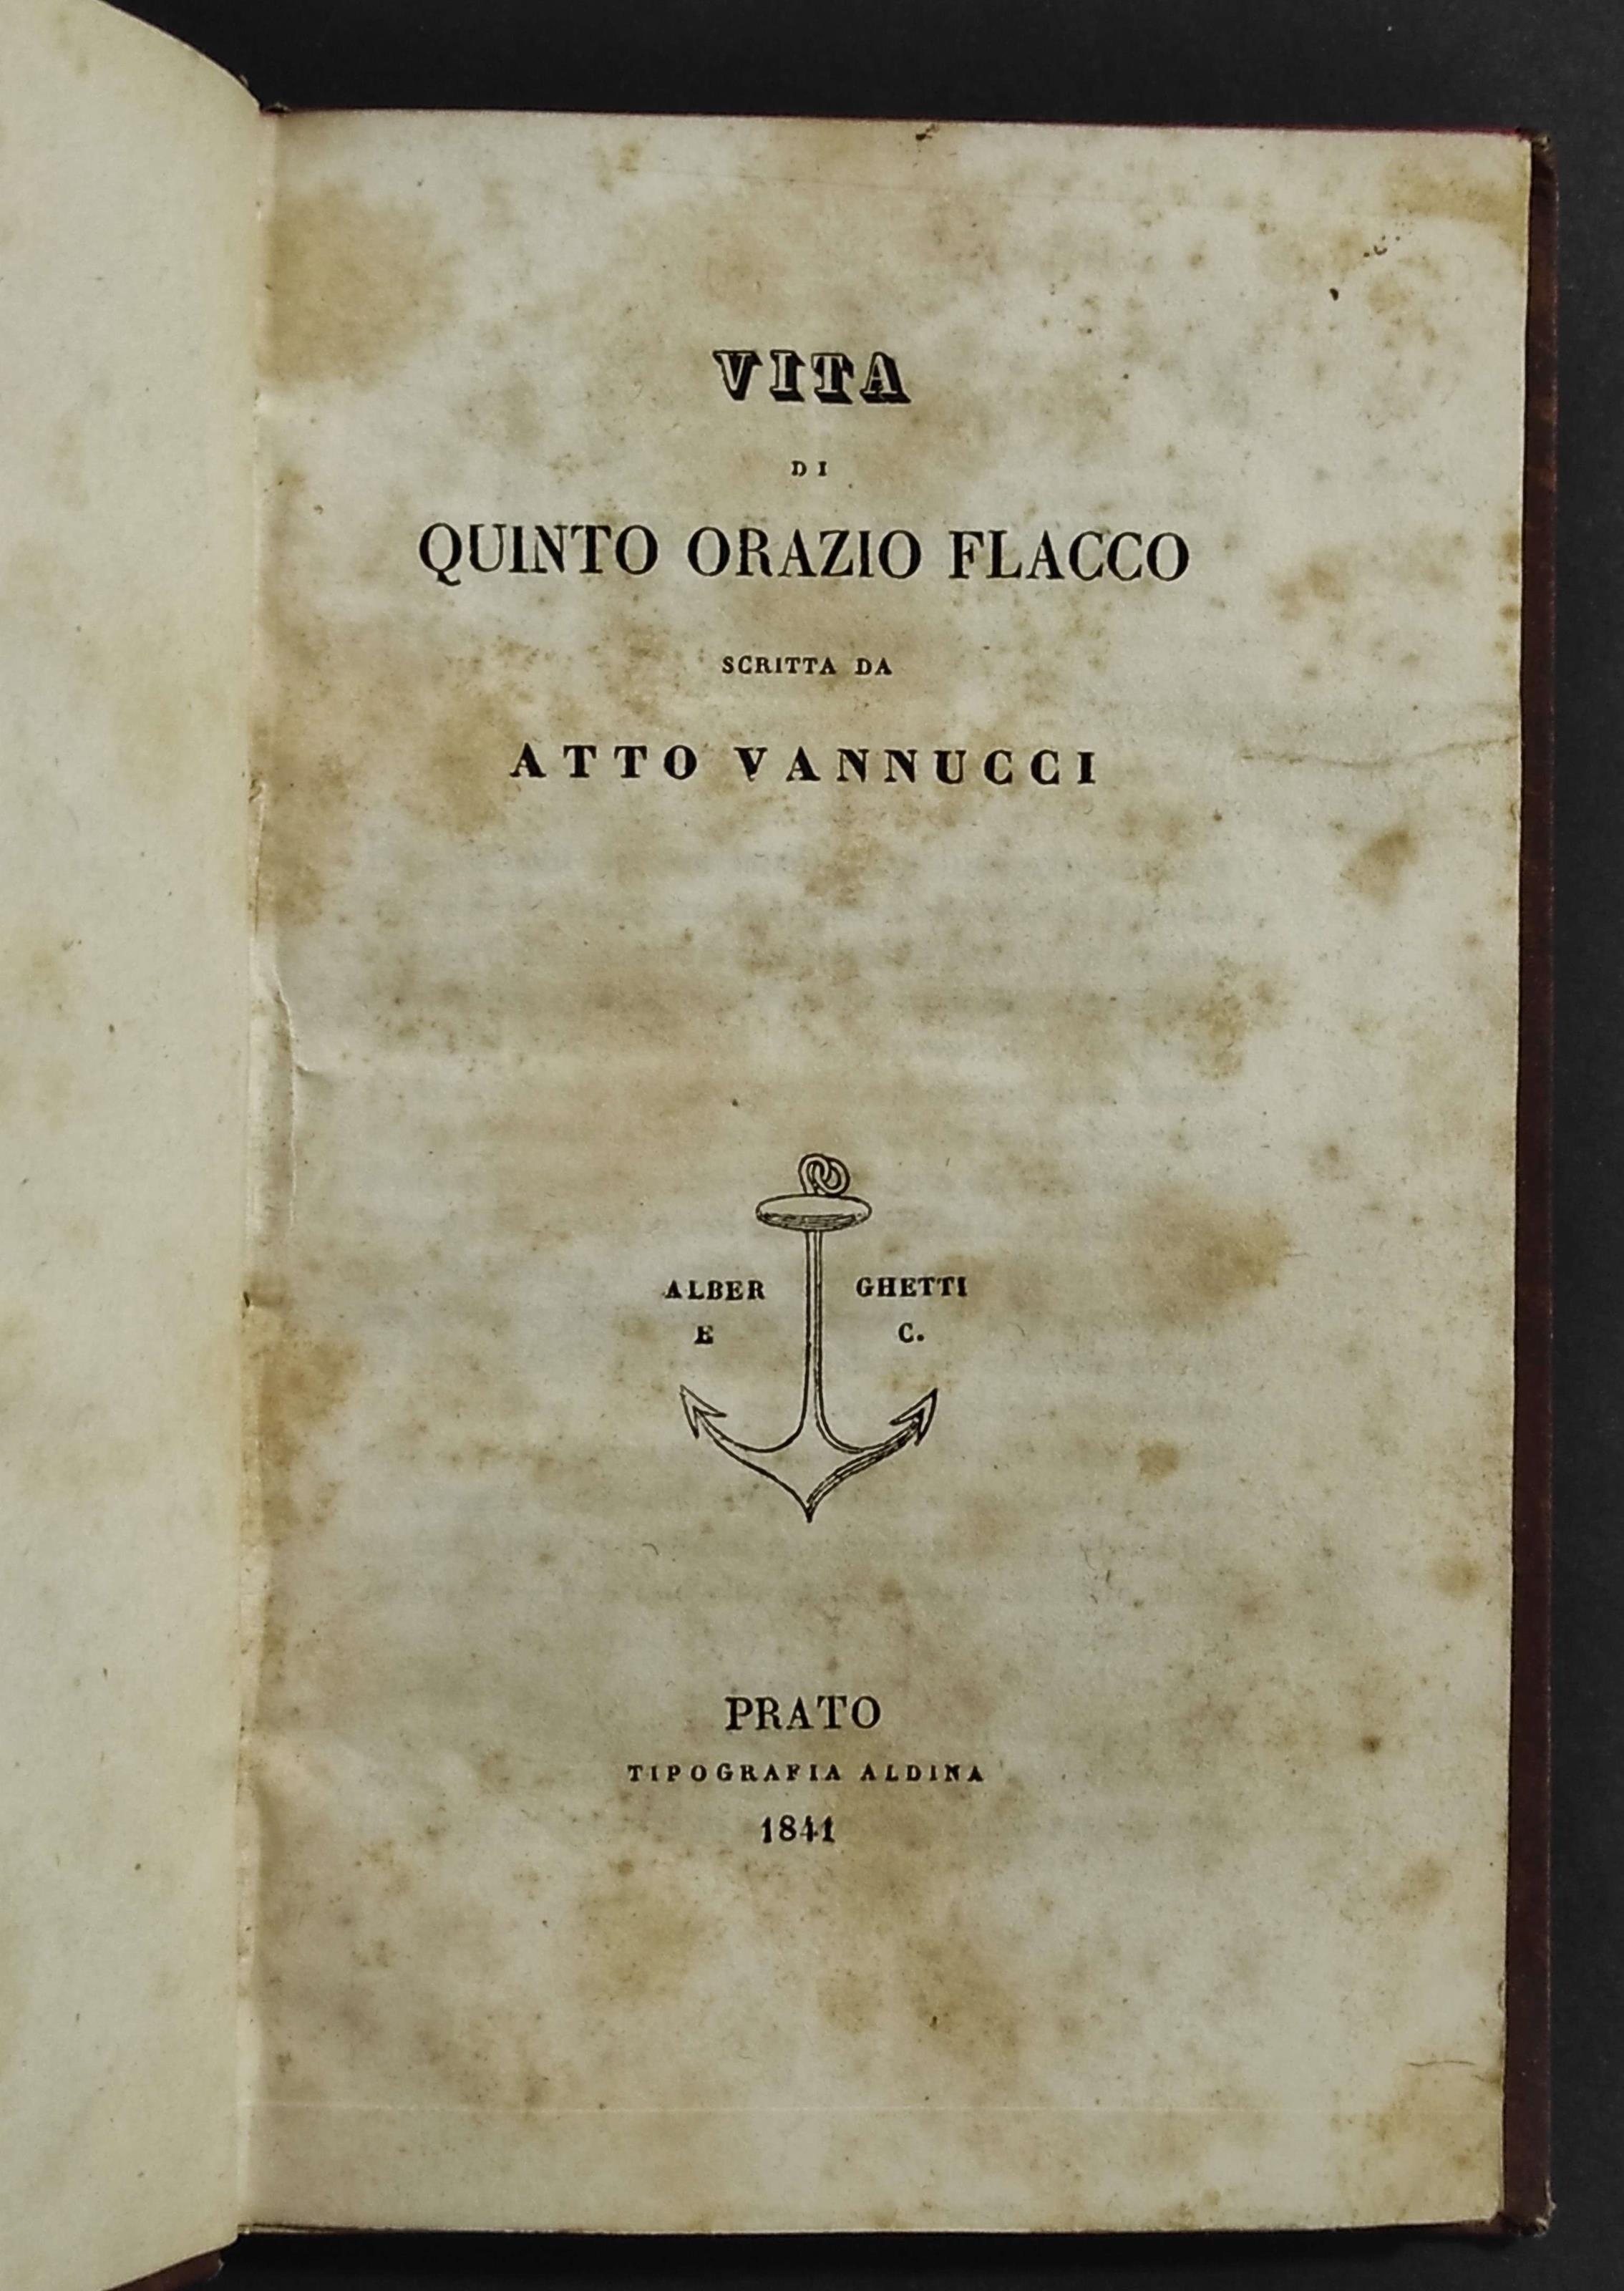 VITA
DI
QUINTO ORAZIO FLACCO
SCRITTA DA
ATTO VANNUCCI
ALBER GHETTI
E C.
PRATO
TIPOGRAFIA ALDINA
1841